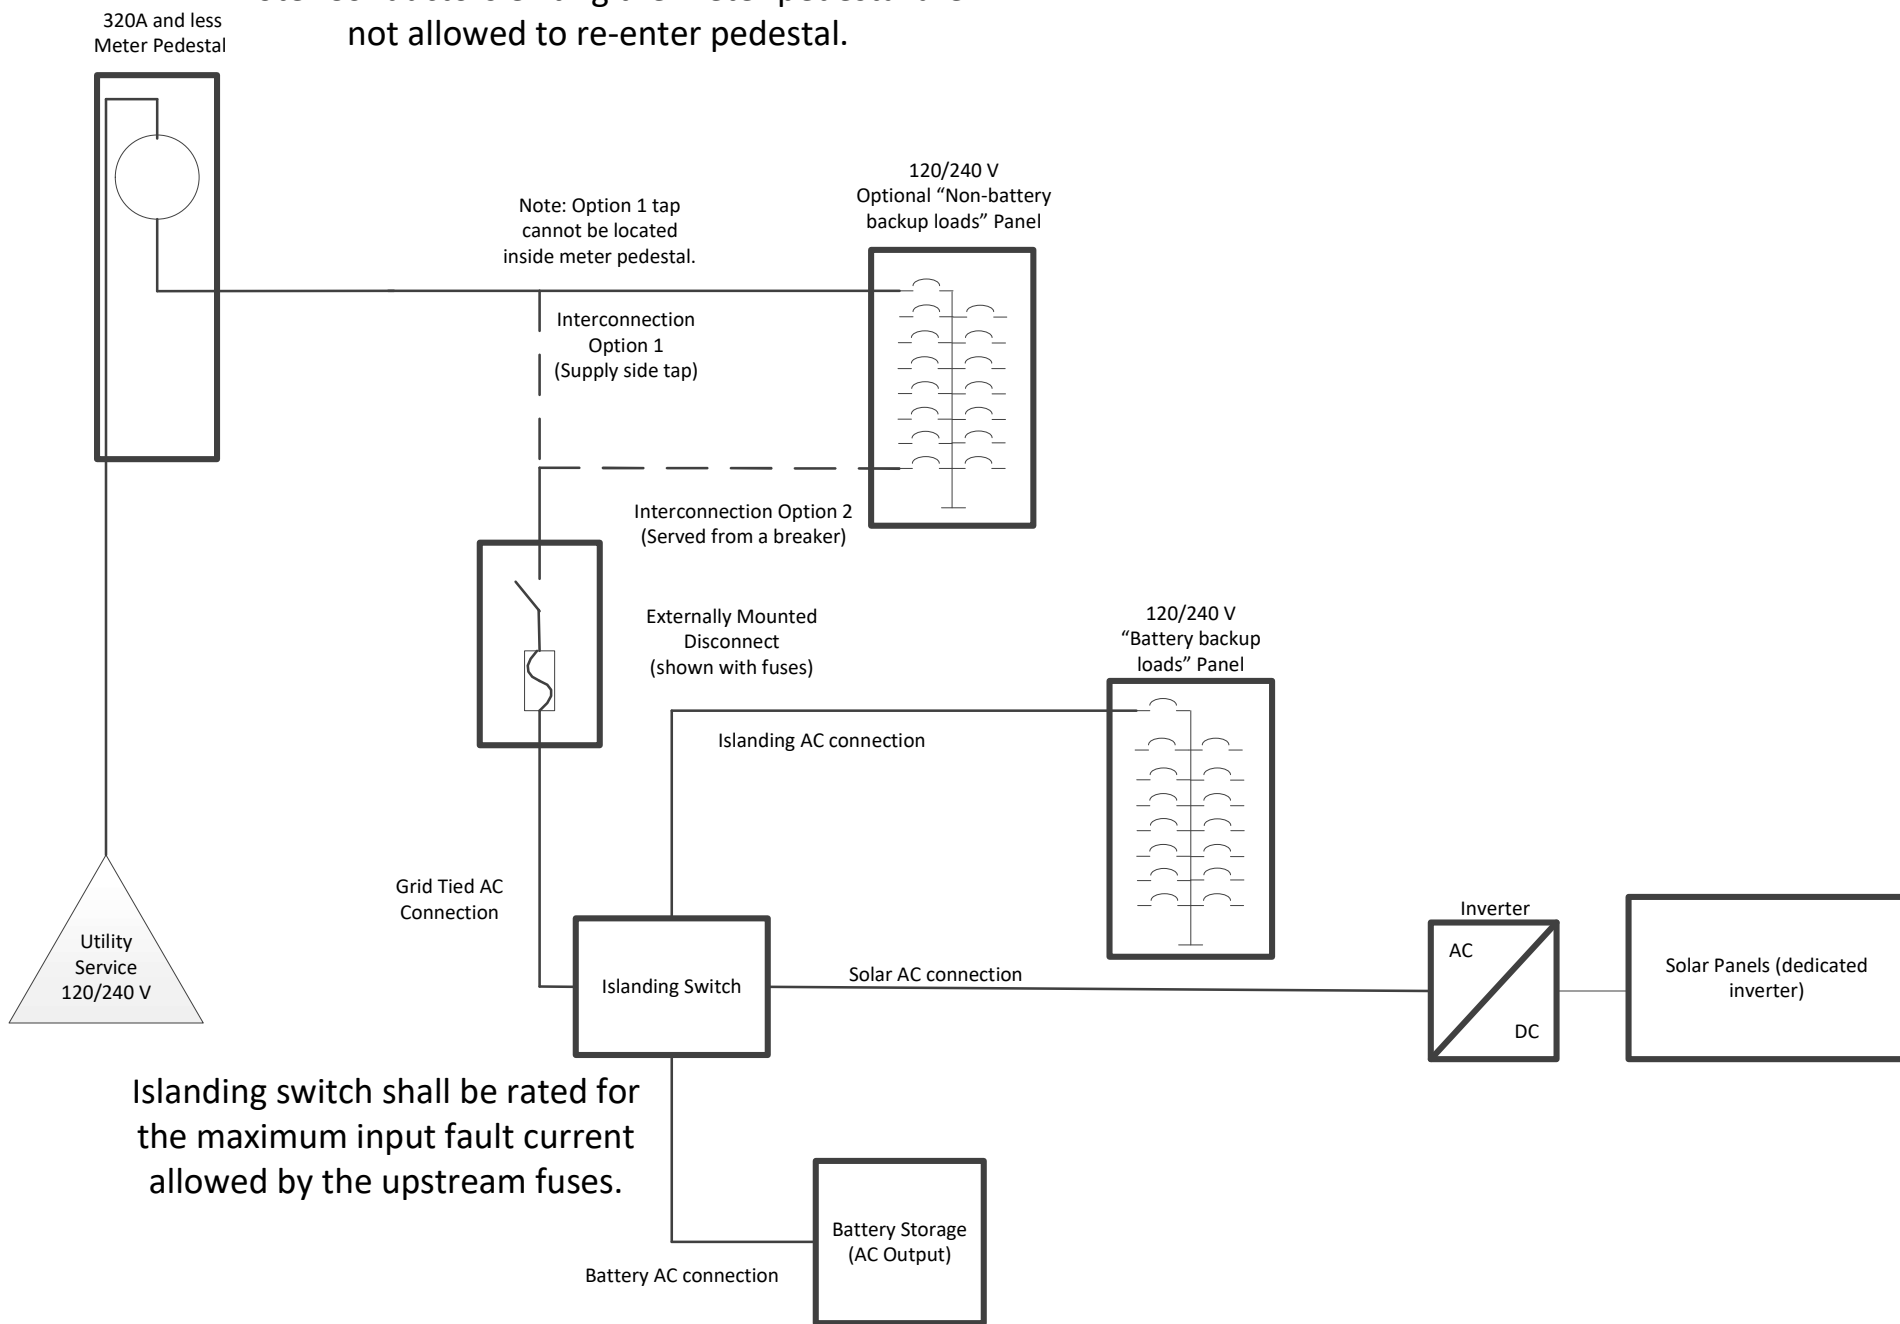 not allowed to re-enter pedestal.
320A and less
Meter Pedestal
120/240 V
Optional “Non-battery
backup loads” Panel
Note: Option 1 tap
cannot be located
inside meter pedestal.
Interconnection
Option 1
(Supply side tap)
Interconnection Option 2
(Served from a breaker)
Externally Mounted
Disconnect
(shown with fuses)
120/240 V
“Battery backup
loads” Panel
Islanding AC connection
Grid Tied AC
Connection
Utility
Service
120/240 V
Islanding Switch
Solar AC connection
Inverter
AC
DC
Solar Panels (dedicated
inverter)
Islanding switch shall be rated for
the maximum input fault current
allowed by the upstream fuses.
Battery Storage
(AC Output)
Battery AC connection